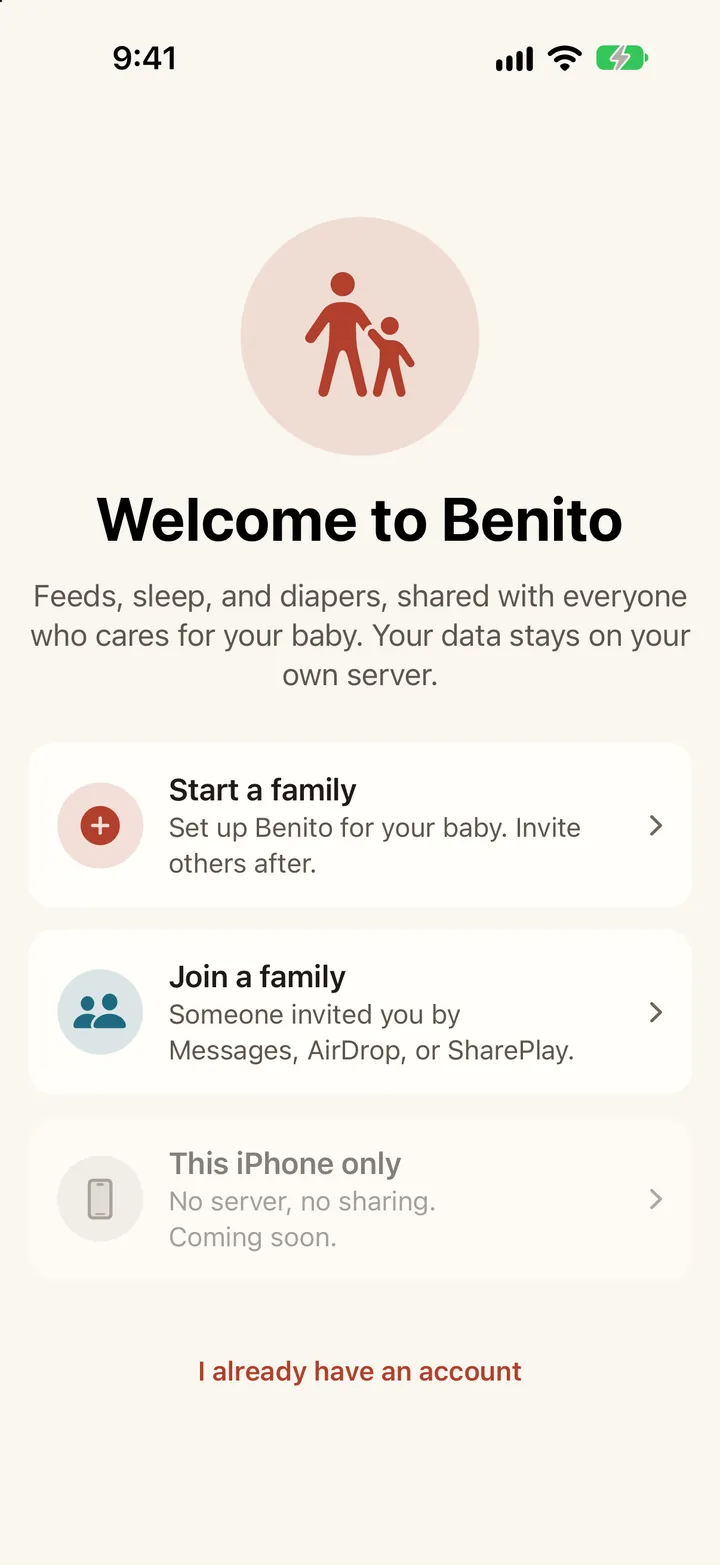 9:41
Welcome to Benito
Feeds, sleep, and diapers, shared with everyone
who cares for your baby. Your data stays on your
own server.
Start a family
Set up Benito for your baby. Invite
others after.
Join a family
Someone invited you by
Messages, AirDrop, or SharePlay.
This iPhone only
No server, no sharing.
Coming soon.
I already have an account